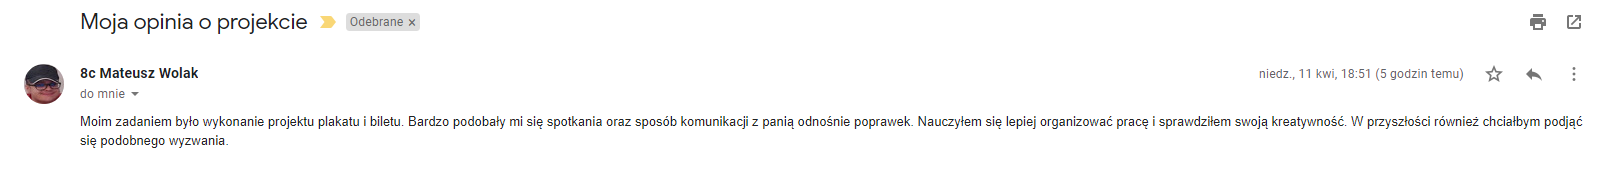 Moja opinia o projekcie Odebrane ×
8c Mateusz Wolak niedz., 11 kwi, 18:51 (5 godzin temu)
do mnie
Moim zadaniem było wykonanie projektu plakatu i biletu. Bardzo podobały mi się spotkania oraz sposób komunikacji z panią odnośnie poprawek. Nauczyłem się lepiej organizować pracę i sprawdziłem swoją kreatywność. W przyszłości również chciałbym podjąć
się podobnego wyzwania.